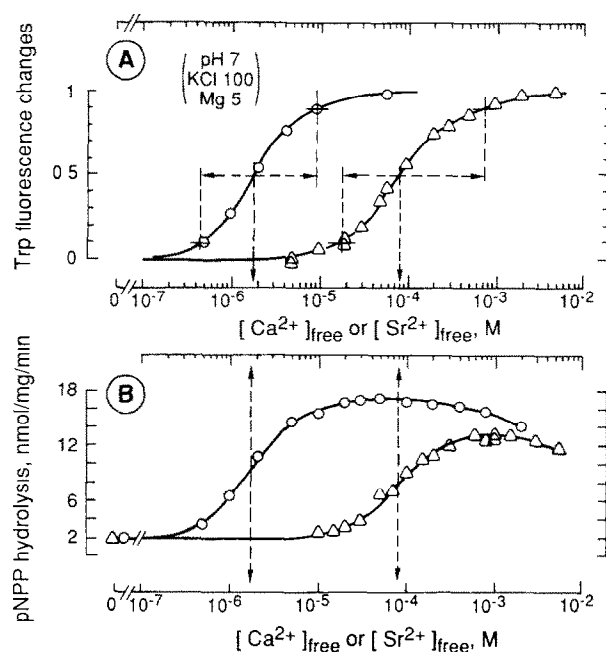 A
pH 7
KCl 100
Mg 5
Trp fluorescence changes
1
0 5
0
0 10-7 10-6 10-5 10-4 10-3 10-2
[ Ca2+ ]free or [ Sr2+ ]free, M
B
pNPP hydrolysis, nmol/mg/min
18
12
6
2
0 10-7 10-6 10-5 10-4 10-3 10-2
[ Ca2+ ]free or [ Sr2+ ]free, M